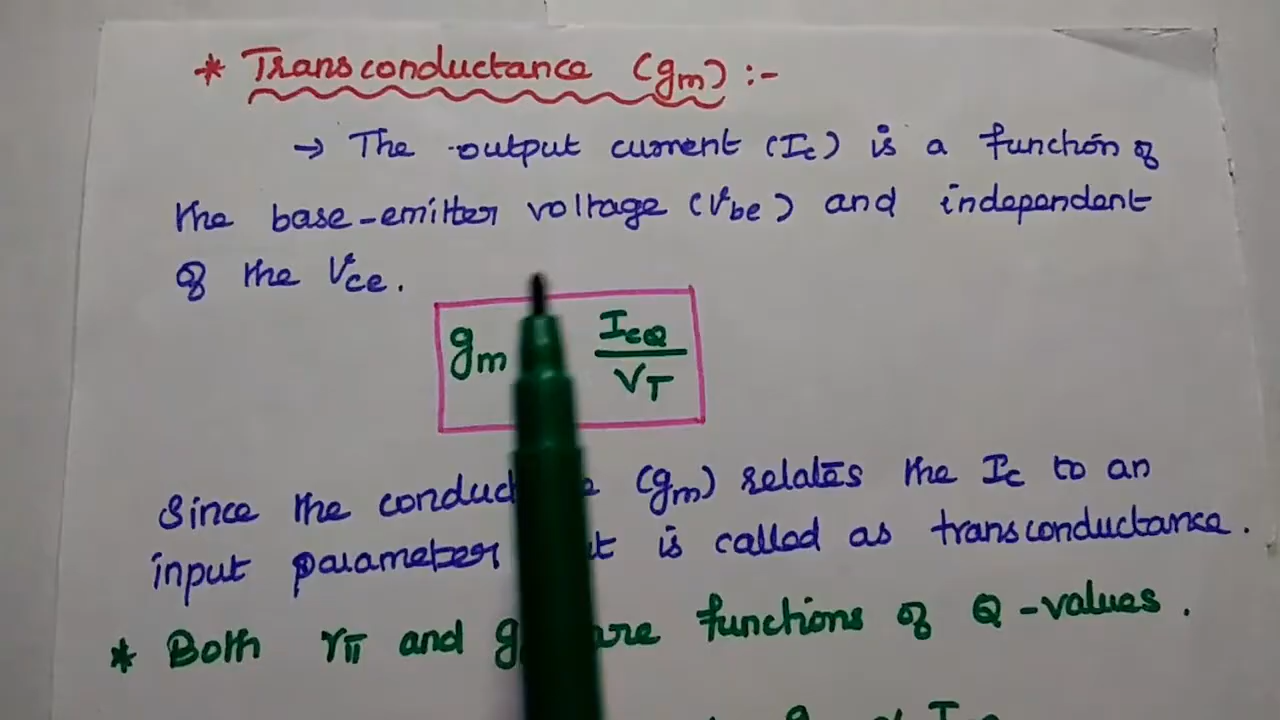 * Transconductance (gm) :-
→ The output current (Ic) is a function of
the base-emitter voltage (Vbe) and independent
of the Vce.
gm IcQ / VT
Since the (gm) relates the Ic to an
input parameter is called as transconductance.
* Both rπ and are functions of Q-values.